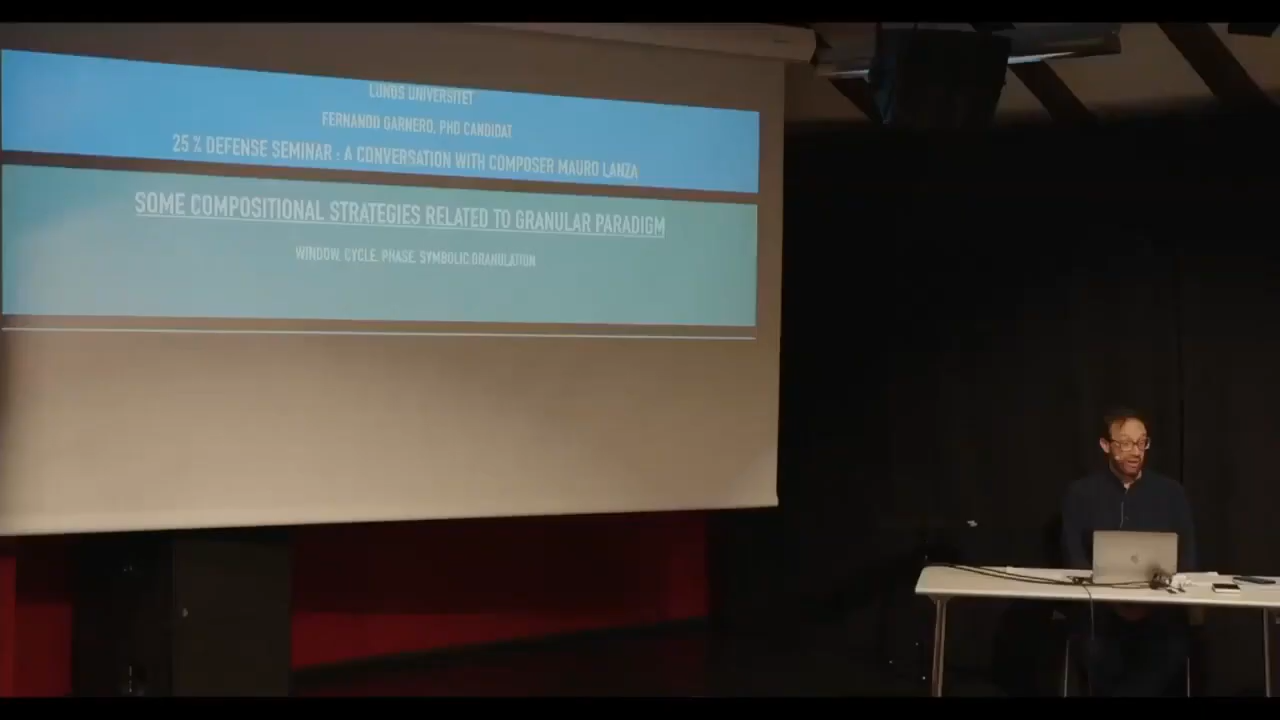 LUNDS UNIVERSITET
FERNANDO GARNERO, PHD CANDIDAT
25 % DEFENSE SEMINAR : A CONVERSATION WITH COMPOSER MAURO LANZA
SOME COMPOSITIONAL STRATEGIES RELATED TO GRANULAR PARADIGM
WINDOW, CYCLE, PHASE, SYMBOLIC GRANULATION